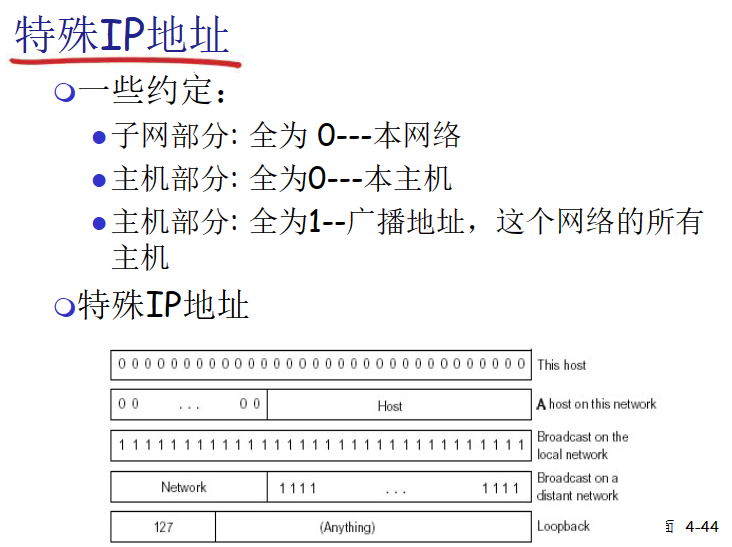 特殊IP地址
一些约定：
子网部分: 全为 0---本网络
主机部分: 全为0---本主机
主机部分: 全为1--广播地址，这个网络的所有
主机
特殊IP地址
0 0 0 0 0 0 0 0 0 0 0 0 0 0 0 0 0 0 0 0 0 0 0 0 0 0 0 0 0 0 0 0 This host
0 0 ... 0 0 Host A host on this network
1 1 1 1 1 1 1 1 1 1 1 1 1 1 1 1 1 1 1 1 1 1 1 1 1 1 1 1 1 1 1 1 Broadcast on the
local network
Network 1 1 1 1 ... 1 1 1 1 Broadcast on a
distant network
127 (Anything) Loopback
4-44